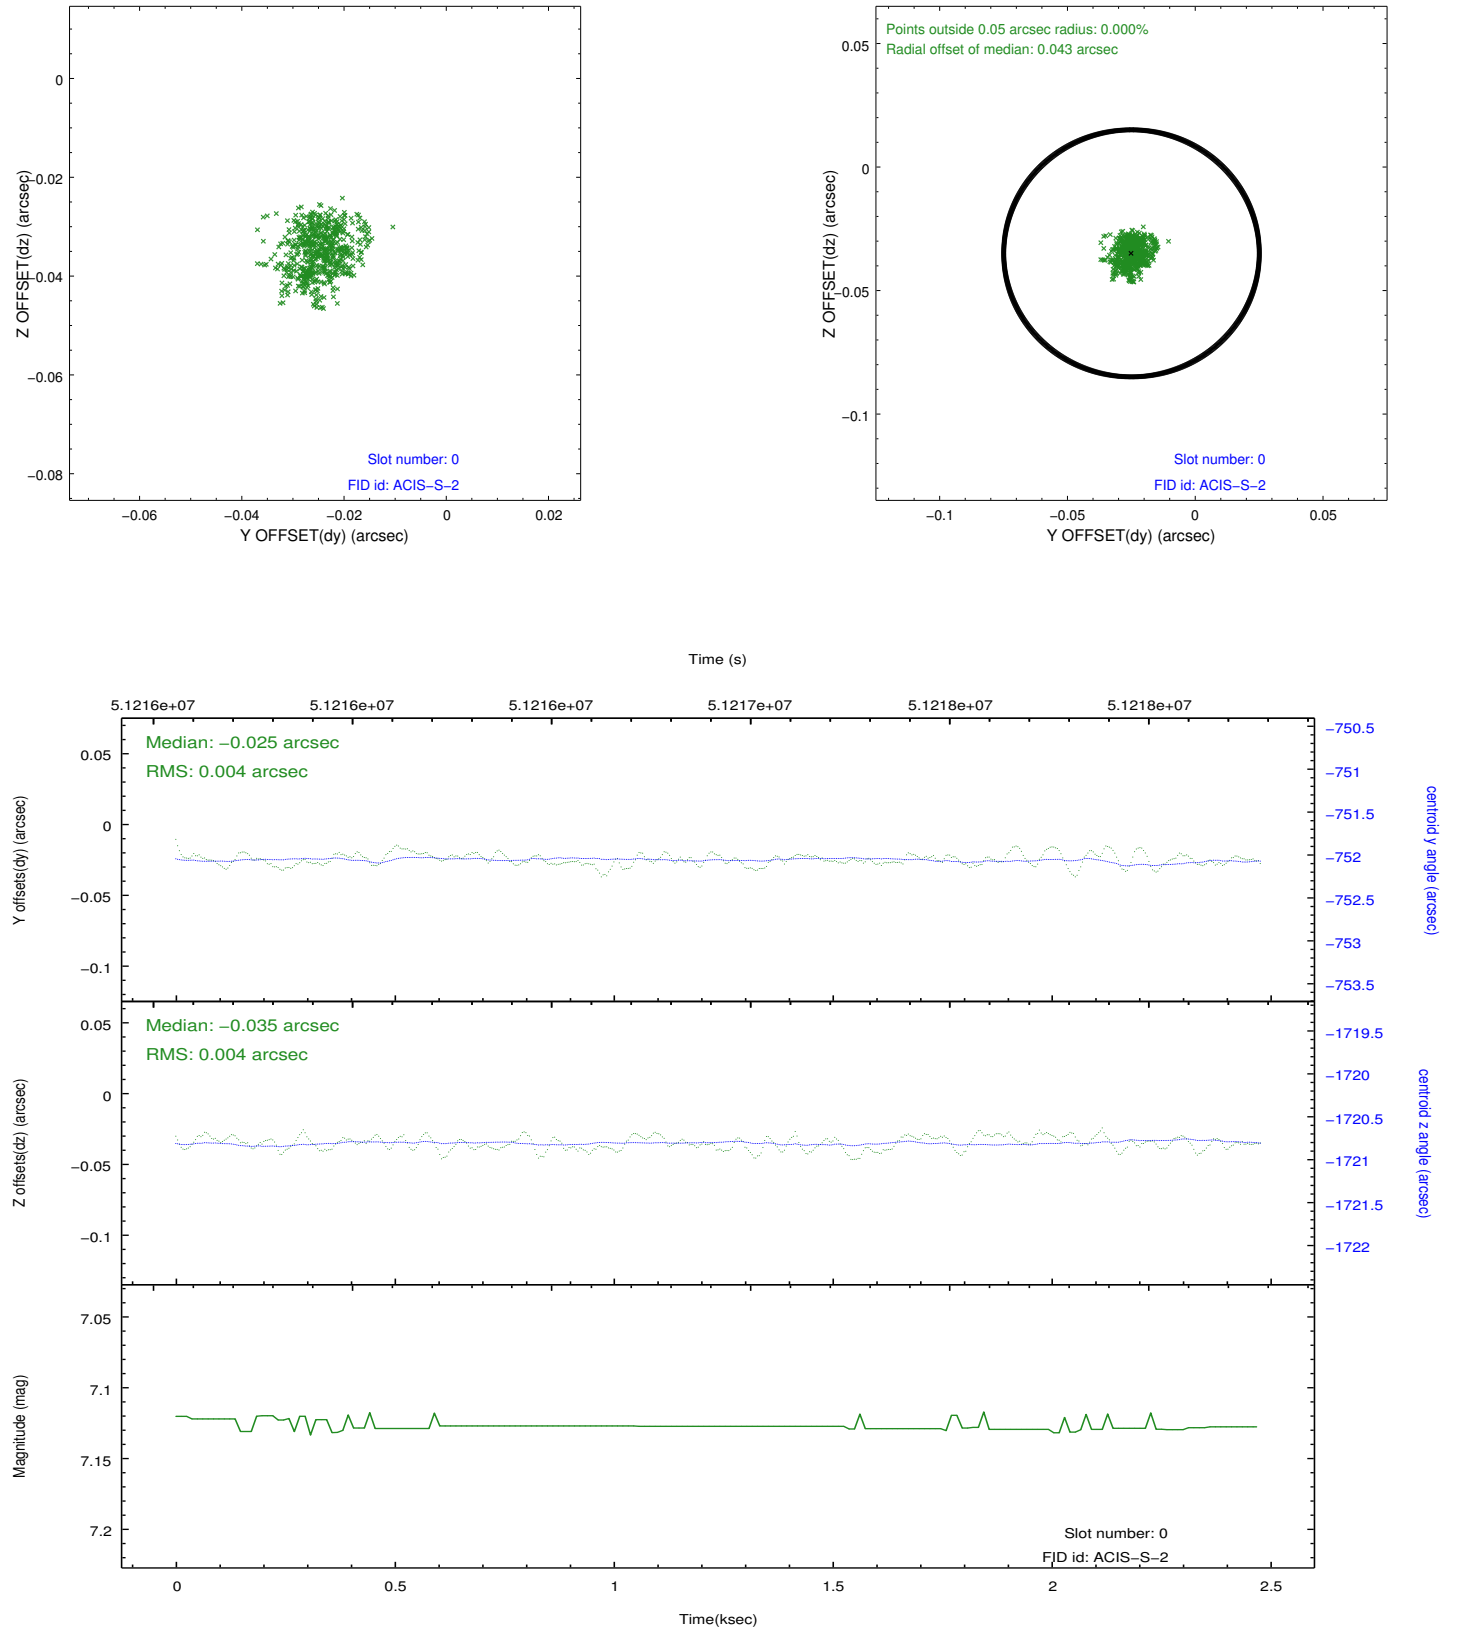 0
−0.02
−0.04
−0.06
−0.08
Z OFFSET(dz) (arcsec)
Slot number: 0
FID id: ACIS−S−2
−0.06
−0.04
−0.02
0
0.02
Y OFFSET(dy) (arcsec)
Points outside 0.05 arcsec radius: 0.000%
Radial offset of median: 0.043 arcsec
0.05
0
−0.05
−0.1
Z OFFSET(dz) (arcsec)
Slot number: 0
FID id: ACIS−S−2
−0.1
−0.05
0
0.05
Y OFFSET(dy) (arcsec)
Time (s)
5.1216e+07
5.1216e+07
5.1216e+07
5.1217e+07
5.1218e+07
5.1218e+07
Median: −0.025 arcsec
RMS: 0.004 arcsec
0.05
0
−0.05
−0.1
Y offsets(dy) (arcsec)
−750.5
−751
−751.5
−752
−752.5
−753
−753.5
centroid y angle (arcsec)
Median: −0.035 arcsec
RMS: 0.004 arcsec
0.05
0
−0.05
−0.1
Z offsets(dz) (arcsec)
−1719.5
−1720
−1720.5
−1721
−1721.5
−1722
centroid z angle (arcsec)
7.05
7.1
7.15
7.2
Magnitude (mag)
Slot number: 0
FID id: ACIS−S−2
0
0.5
1
1.5
2
2.5
Time(ksec)